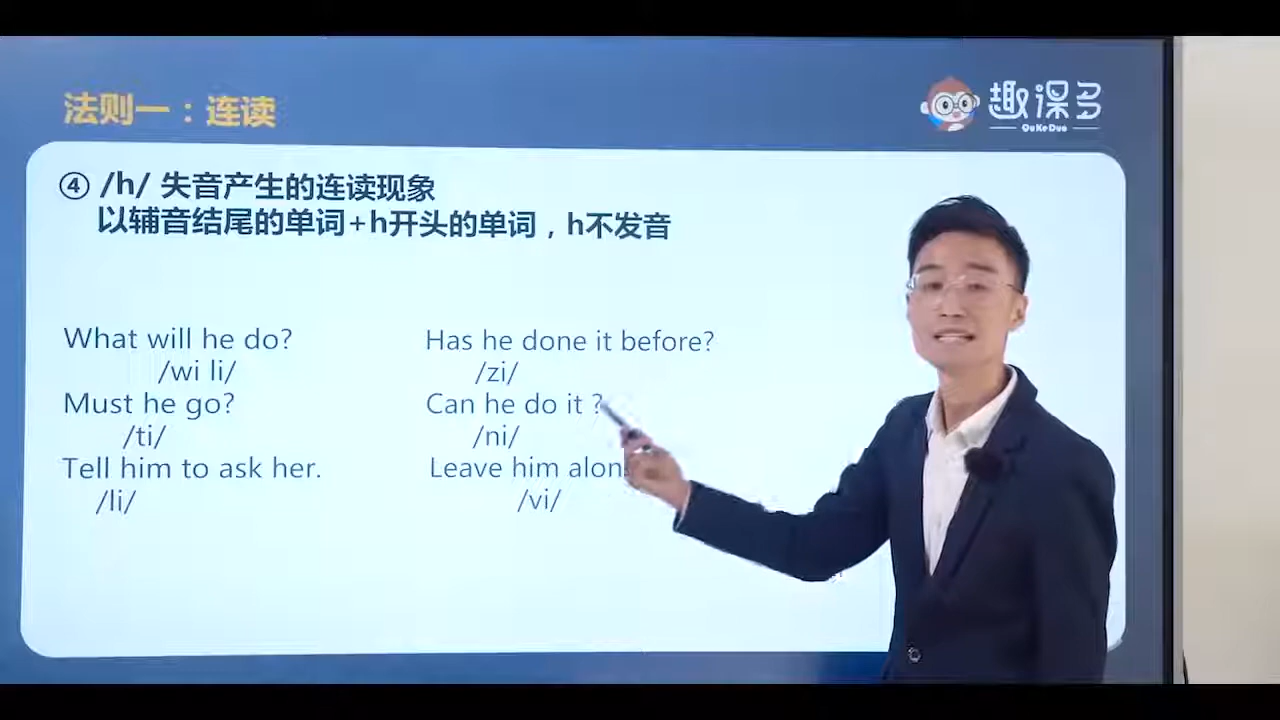 法则一：连读
趣课多
QuKeDuo
④ /h/ 失音产生的连读现象
以辅音结尾的单词+h开头的单词，h不发音
What will he do?
/wi li/
Must he go?
/ti/
Tell him to ask her.
/li/
Has he done it before?
/zi/
Can he do it ?
/ni/
Leave him alon
/vi/